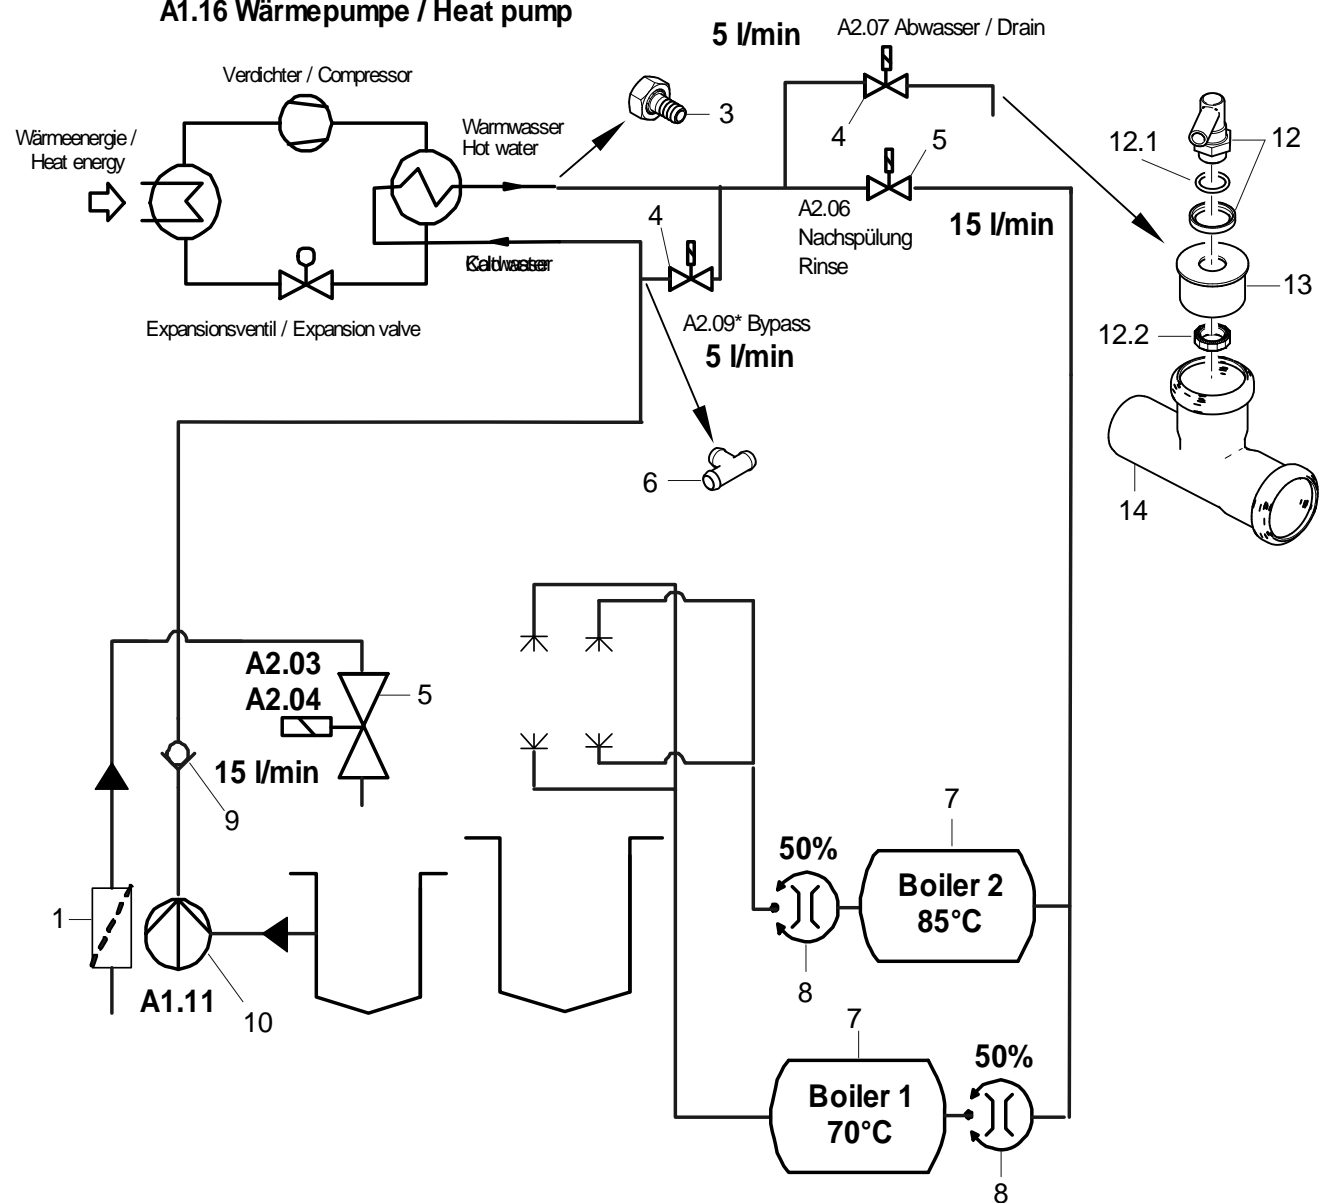 A1.16 Wärmepumpe / Heat pump
5 l/min
A2.07 Abwasser / Drain
Verdichter / Compressor
Wärmeenergie /
Heat energy
Warmwasser
Hot water
3
4
5
12.1
12
4
A2.06
Nachspülung
Rinse
15 l/min
13
Expansionsventil / Expansion valve
A2.09* Bypass
5 l/min
12.2
6
14
A2.03
A2.04
5
15 l/min
9
7
50%
Boiler 2
85°C
1
8
A1.11
10
7
50%
Boiler 1
70°C
8